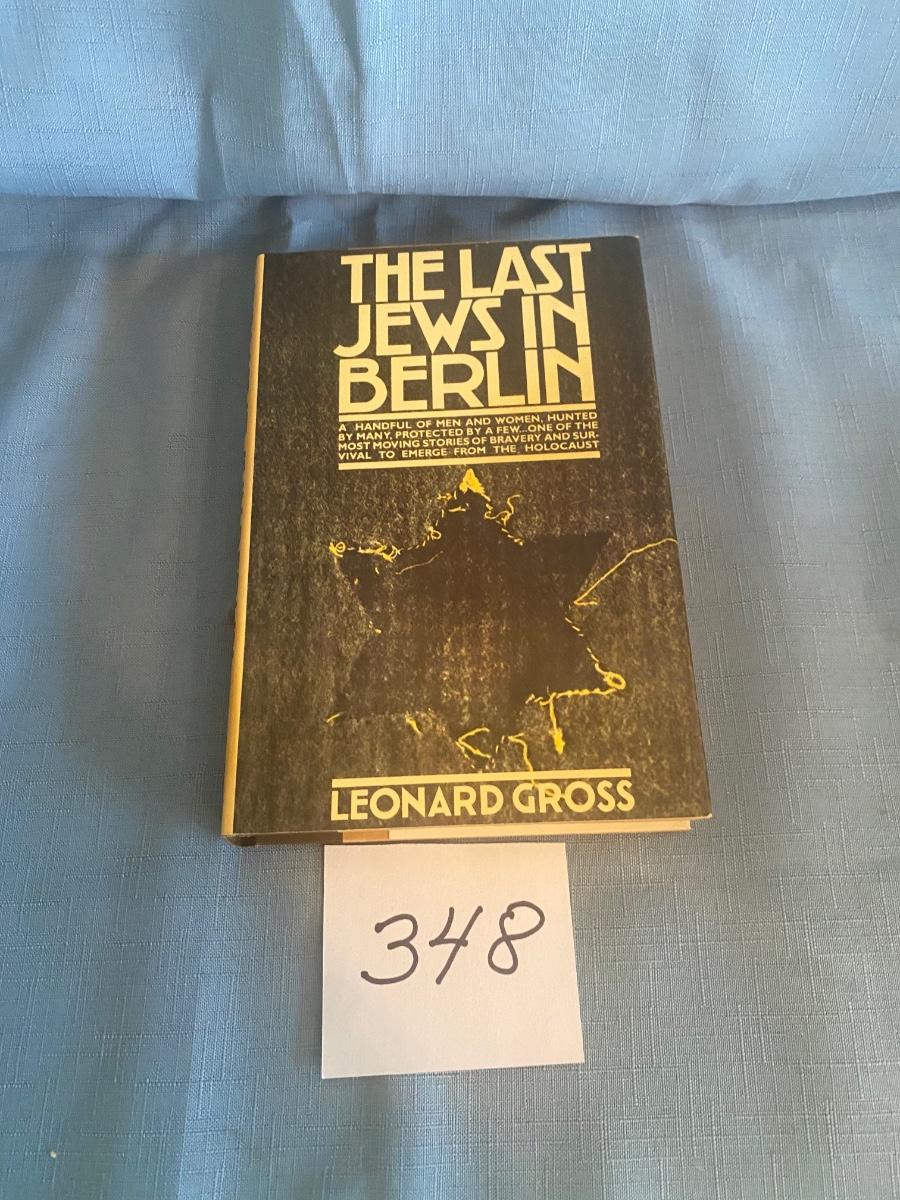 THE LAST
JEWS IN
BERLIN
A HANDFUL OF MEN AND WOMEN, HUNTED
BY MANY, PROTECTED BY A FEW...ONE OF THE
MOST MOVING STORIES OF BRAVERY AND SUR-
VIVAL TO EMERGE FROM THE HOLOCAUST
LEONARD GROSS
348